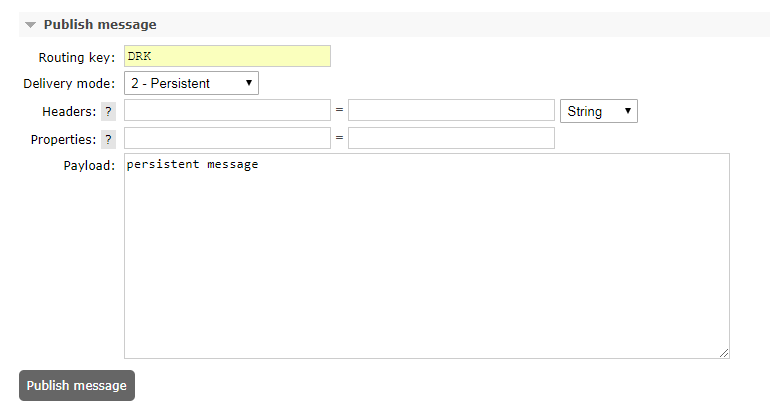 Publish message
Routing key: DRK
Delivery mode: 2 - Persistent
Headers: ? = String
Properties: ? =
Payload: persistent message
Publish message